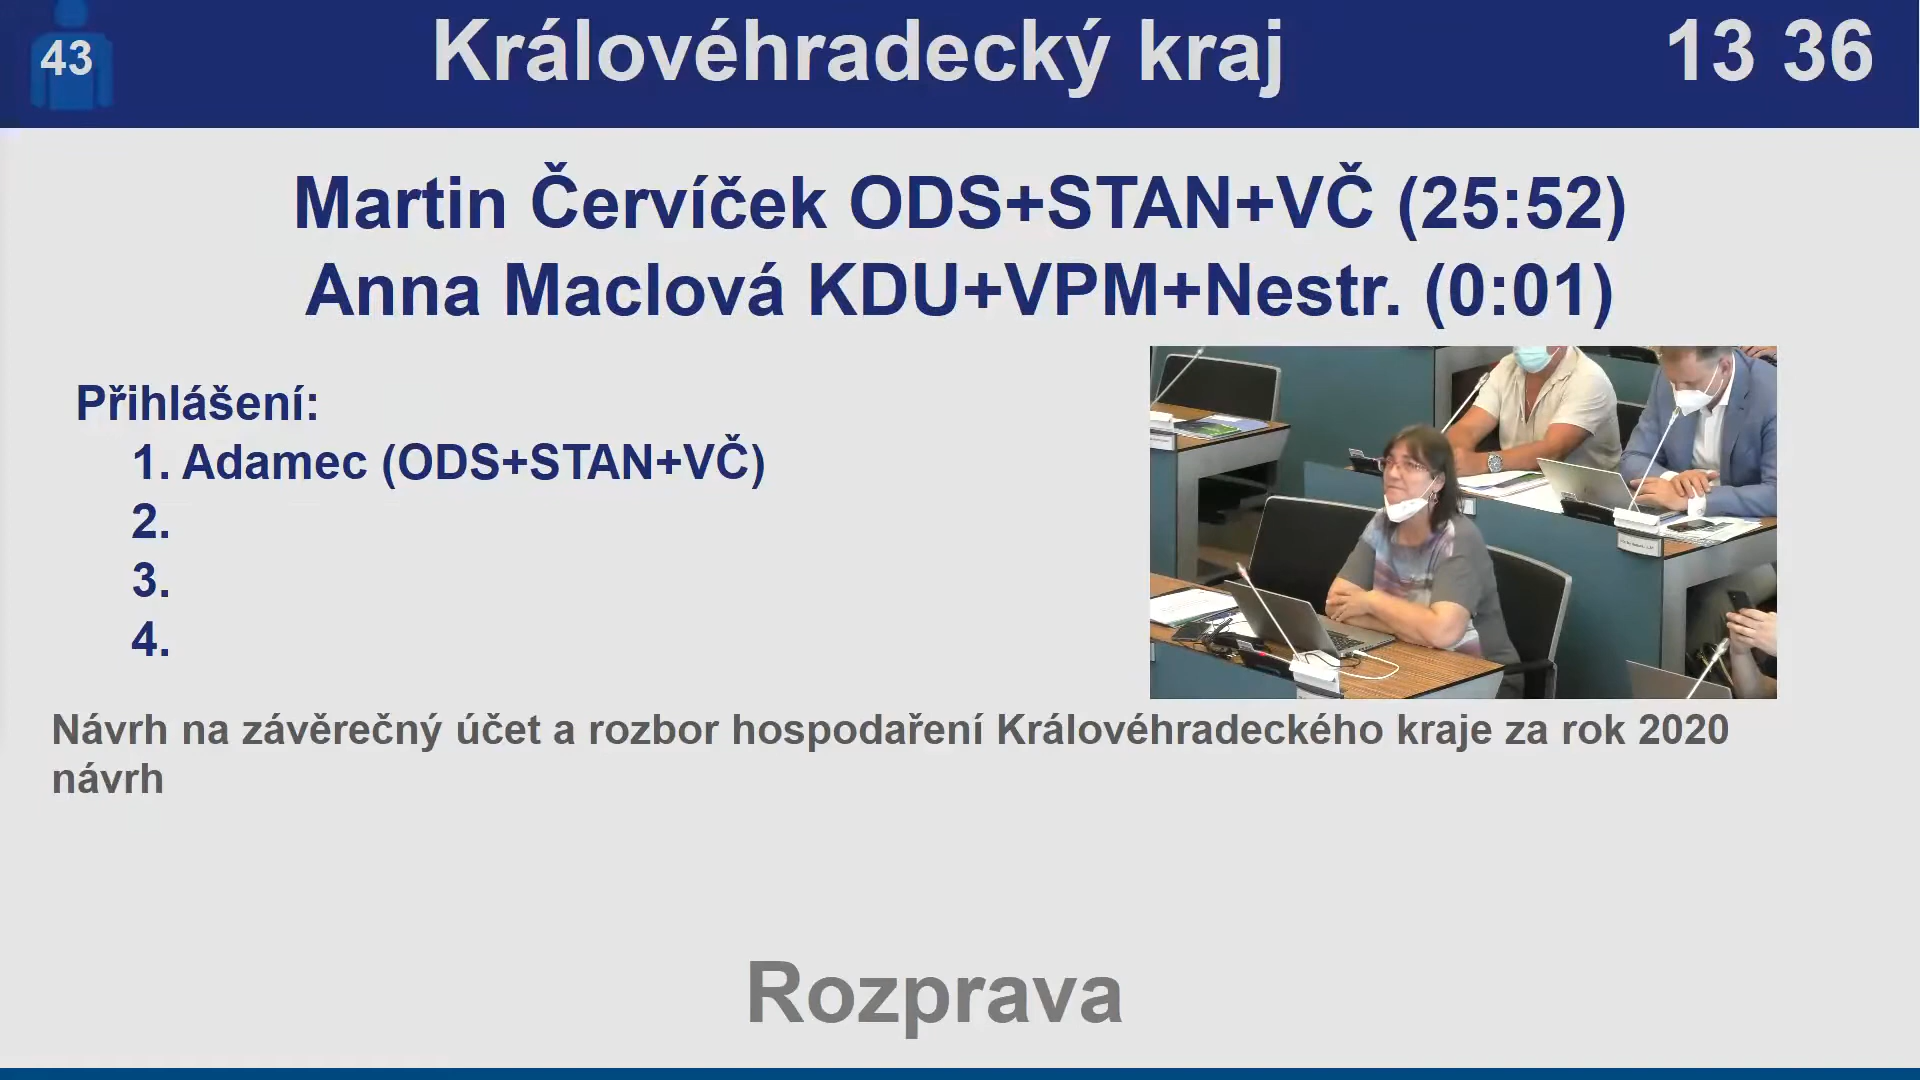 43
Královéhradecký kraj
13 36
Martin Červíček ODS+STAN+VČ (25:52)
Anna Maclová KDU+VPM+Nestr. (0:01)
Přihlášení:
1. Adamec (ODS+STAN+VČ)
2.
3.
4.
Návrh na závěrečný účet a rozbor hospodaření Královéhradeckého kraje za rok 2020
návrh
Rozprava